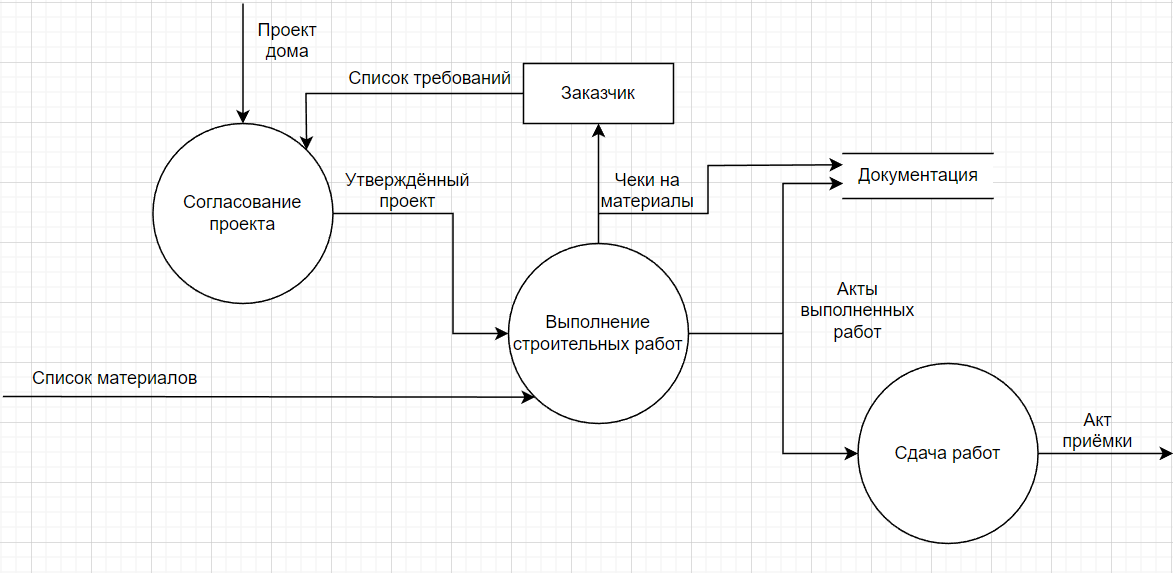 Проект
дома
Список требований
Заказчик
Утверждённый
проект
Чеки на
материалы
Документация
Согласование
проекта
Акты
выполненных
работ
Выполнение
строительных работ
Список материалов
Акт
приёмки
Сдача работ